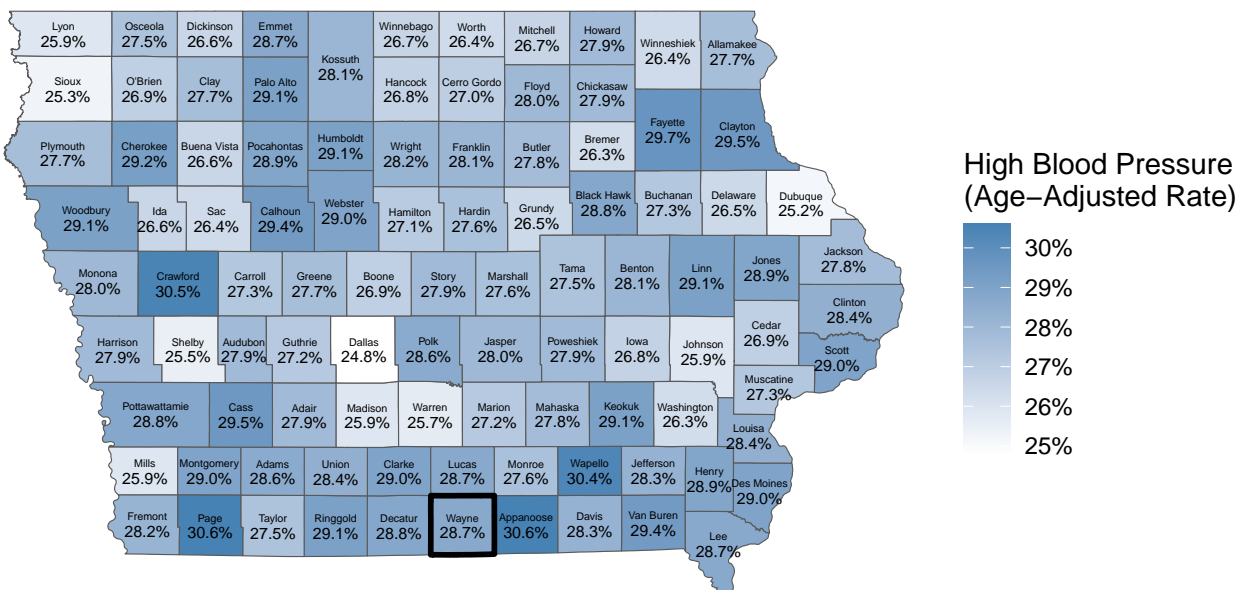 Lyon
25.9%
Osceola
27.5%
Dickinson
26.6%
Emmet
28.7%
Kossuth
28.1%
Winnebago
26.7%
Worth
26.4%
Mitchell
26.7%
Howard
27.9%
Winneshiek
26.4%
Allamakee
27.7%
Sioux
25.3%
O'Brien
26.9%
Clay
27.7%
Palo Alto
29.1%
Hancock
26.8%
Cerro Gordo
27.0%
Floyd
28.0%
Chickasaw
27.9%
Fayette
29.7%
Clayton
29.5%
Plymouth
27.7%
Cherokee
29.2%
Buena Vista
26.6%
Pocahontas
28.9%
Humboldt
29.1%
Wright
28.2%
Franklin
28.1%
Butler
27.8%
Bremer
26.3%
Woodbury
29.1%
Ida
26.6%
Sac
26.4%
Calhoun
29.4%
Webster
29.0%
Hamilton
27.1%
Hardin
27.6%
Grundy
26.5%
Black Hawk
28.8%
Buchanan
27.3%
Delaware
26.5%
Dubuque
25.2%
Monona
28.0%
Crawford
30.5%
Carroll
27.3%
Greene
27.7%
Boone
26.9%
Story
27.9%
Marshall
27.6%
Tama
27.5%
Benton
28.1%
Linn
29.1%
Jones
28.9%
Jackson
27.8%
Clinton
28.4%
Harrison
27.9%
Shelby
25.5%
Audubon
27.9%
Guthrie
27.2%
Dallas
24.8%
Polk
28.6%
Jasper
28.0%
Poweshiek
27.9%
Iowa
26.8%
Johnson
25.9%
Cedar
26.9%
Scott
29.0%
Muscatine
27.3%
Pottawattamie
28.8%
Cass
29.5%
Adair
27.9%
Madison
25.9%
Warren
25.7%
Marion
27.2%
Mahaska
27.8%
Keokuk
29.1%
Washington
26.3%
Louisa
28.4%
Mills
25.9%
Montgomery
29.0%
Adams
28.6%
Union
28.4%
Clarke
29.0%
Lucas
28.7%
Monroe
27.6%
Wapello
30.4%
Jefferson
28.3%
Henry
28.9%
Des Moines
29.0%
Fremont
28.2%
Page
30.6%
Taylor
27.5%
Ringgold
29.1%
Decatur
28.8%
Wayne
28.7%
Appanoose
30.6%
Davis
28.3%
Van Buren
29.4%
Lee
28.7%
High Blood Pressure
(Age−Adjusted Rate)
30%
29%
28%
27%
26%
25%